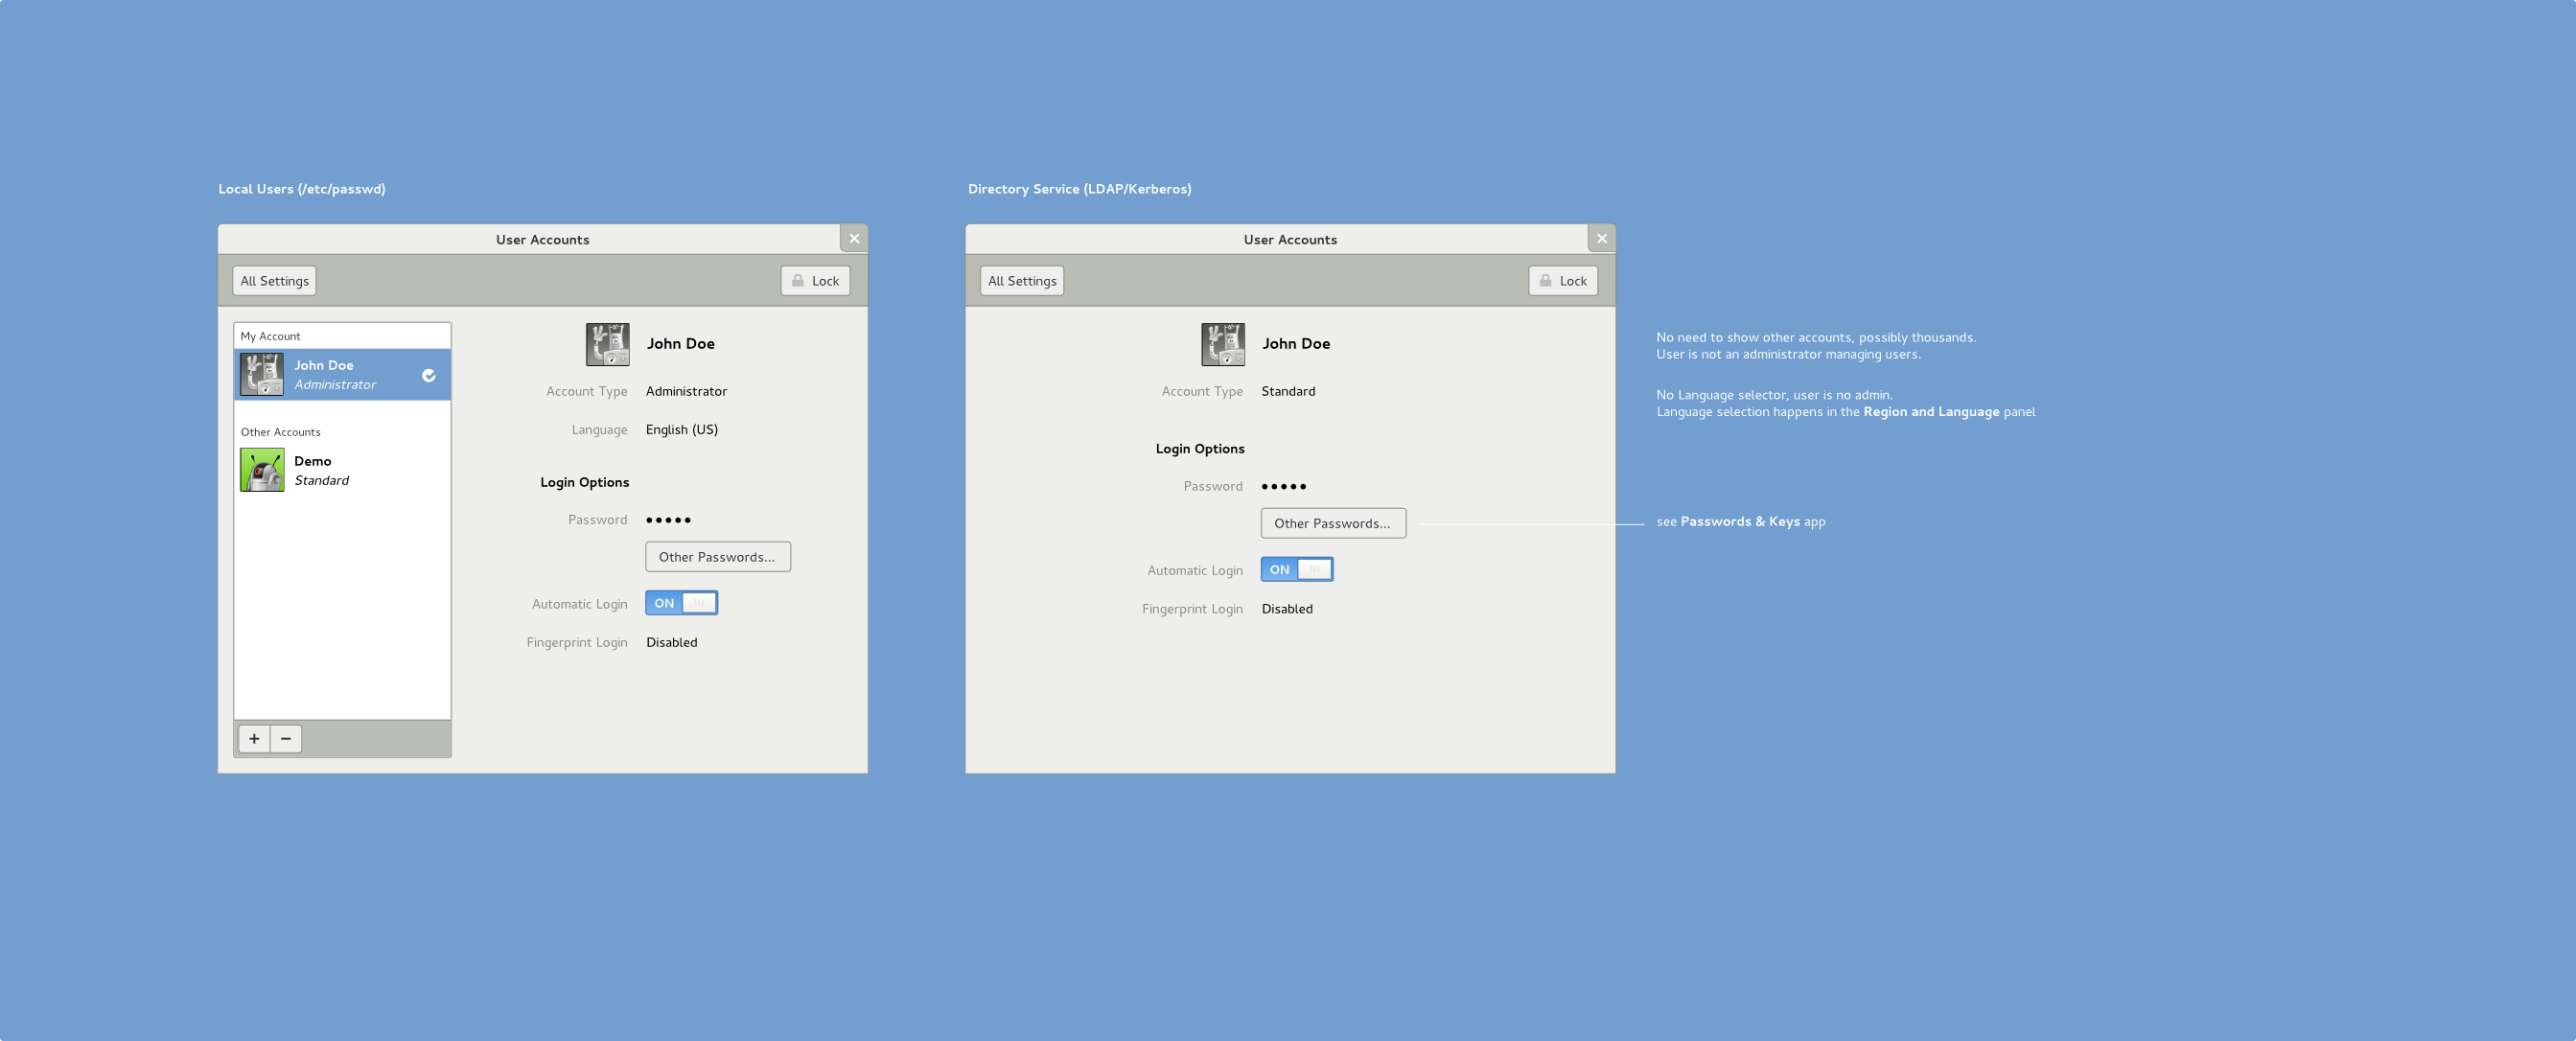 Local Users (/etc/passwd)
User Accounts
All Settings
Lock
My Account
John Doe
Administrator
Other Accounts
Demo
Standard
John Doe
Account Type Administrator
Language English (US)
Login Options
Password •••••
Other Passwords...
Automatic Login ON
Fingerprint Login Disabled
Directory Service (LDAP/Kerberos)
User Accounts
All Settings
Lock
John Doe
Account Type Standard
Login Options
Password •••••
Other Passwords...
Automatic Login ON
Fingerprint Login Disabled
No need to show other accounts, possibly thousands.
User is not an administrator managing users.
No Language selector, user is no admin.
Language selection happens in the Region and Language panel
see Passwords & Keys app